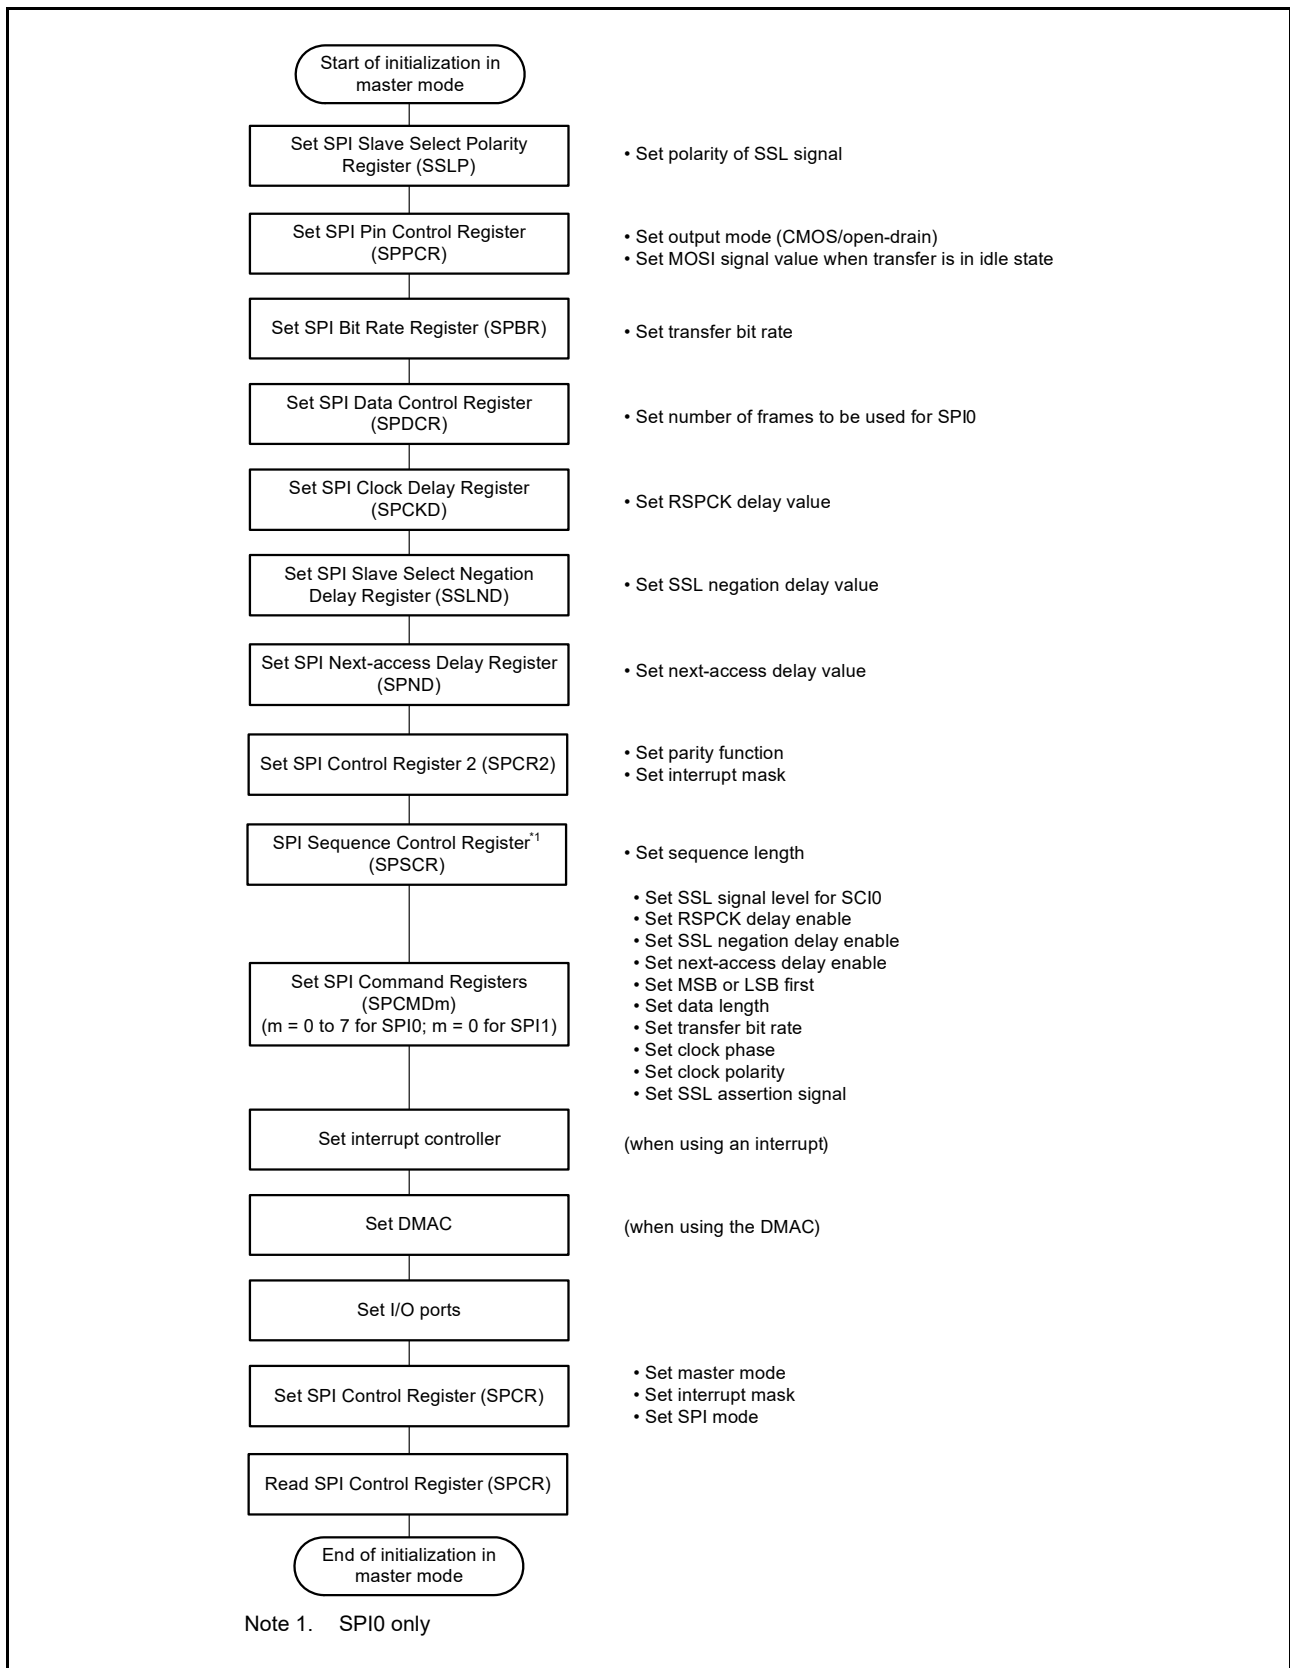 Start of initialization in
master mode
Set SPI Slave Select Polarity
Register (SSLP)
• Set polarity of SSL signal
Set SPI Pin Control Register
(SPPCR)
• Set output mode (CMOS/open-drain)
• Set MOSI signal value when transfer is in idle state
Set SPI Bit Rate Register (SPBR)
• Set transfer bit rate
Set SPI Data Control Register
(SPDCR)
• Set number of frames to be used for SPI0
Set SPI Clock Delay Register
(SPCKD)
• Set RSPCK delay value
Set SPI Slave Select Negation
Delay Register (SSLND)
• Set SSL negation delay value
Set SPI Next-access Delay Register
(SPND)
• Set next-access delay value
Set SPI Control Register 2 (SPCR2)
• Set parity function
• Set interrupt mask
SPI Sequence Control Register*1
(SPSCR)
• Set sequence length
Set SPI Command Registers
(SPCMDm)
(m = 0 to 7 for SPI0; m = 0 for SPI1)
• Set SSL signal level for SCI0
• Set RSPCK delay enable
• Set SSL negation delay enable
• Set next-access delay enable
• Set MSB or LSB first
• Set data length
• Set transfer bit rate
• Set clock phase
• Set clock polarity
• Set SSL assertion signal
Set interrupt controller
(when using an interrupt)
Set DMAC
(when using the DMAC)
Set I/O ports
Set SPI Control Register (SPCR)
• Set master mode
• Set interrupt mask
• Set SPI mode
Read SPI Control Register (SPCR)
End of initialization in
master mode
Note 1. SPI0 only